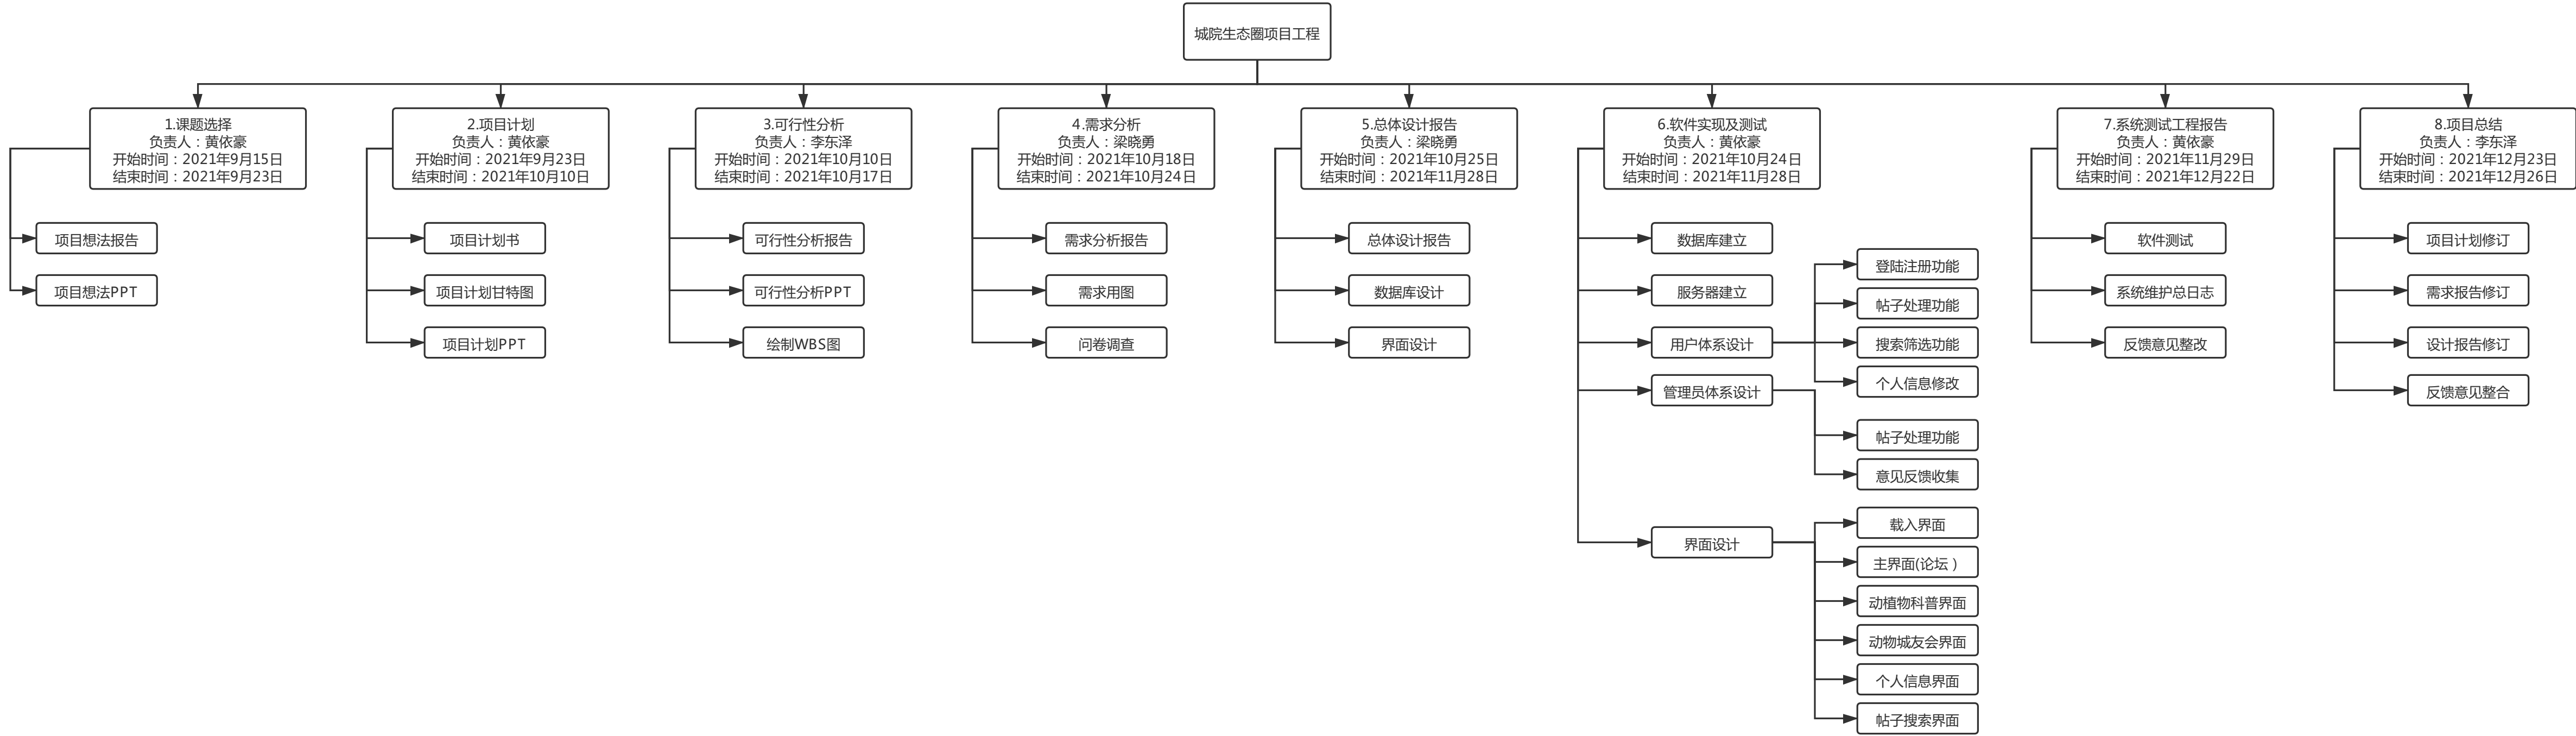 城院生态圈项目工程
1.课题选择
负责人：黄依豪
开始时间：2021年9月15日
结束时间：2021年9月23日
项目想法报告
项目想法PPT
2.项目计划
负责人：黄依豪
开始时间：2021年9月23日
结束时间：2021年10月10日
项目计划书
项目计划甘特图
项目计划PPT
3.可行性分析
负责人：李东泽
开始时间：2021年10月10日
结束时间：2021年10月17日
可行性分析报告
可行性分析PPT
绘制WBS图
4.需求分析
负责人：梁晓勇
开始时间：2021年10月18日
结束时间：2021年10月24日
需求分析报告
需求用图
问卷调查
5.总体设计报告
负责人：梁晓勇
开始时间：2021年10月25日
结束时间：2021年11月28日
总体设计报告
数据库设计
界面设计
6.软件实现及测试
负责人：黄依豪
开始时间：2021年10月24日
结束时间：2021年11月28日
数据库建立
服务器建立
用户体系设计
登陆注册功能
帖子处理功能
搜索筛选功能
个人信息修改
管理员体系设计
帖子处理功能
意见反馈收集
界面设计
载入界面
主界面(论坛）
动植物科普界面
动物城友会界面
个人信息界面
帖子搜索界面
7.系统测试工程报告
负责人：黄依豪
开始时间：2021年11月29日
结束时间：2021年12月22日
软件测试
系统维护总日志
反馈意见整改
8.项目总结
负责人：李东泽
开始时间：2021年12月23日
结束时间：2021年12月26日
项目计划修订
需求报告修订
设计报告修订
反馈意见整合